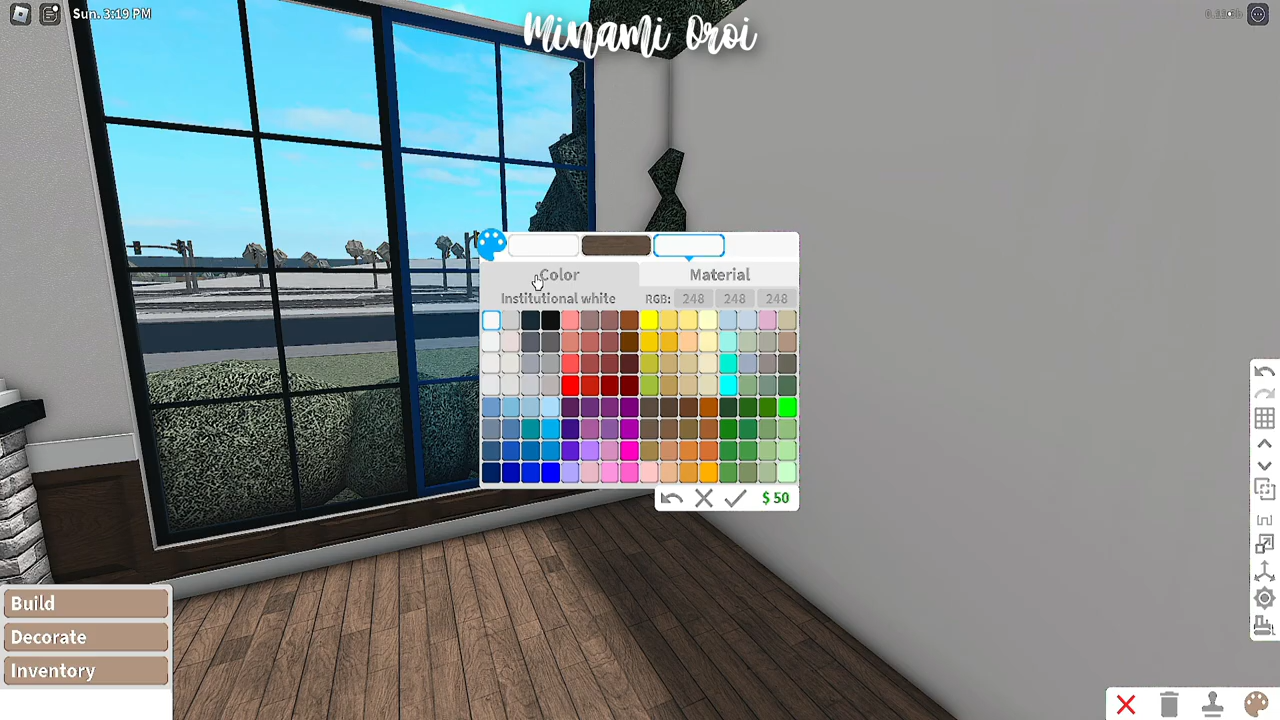 Sun. 3:19 PM
Minami Oroi
Color
Material
Institutional white
RGB: 248 248 248
$ 50
Build
Decorate
Inventory